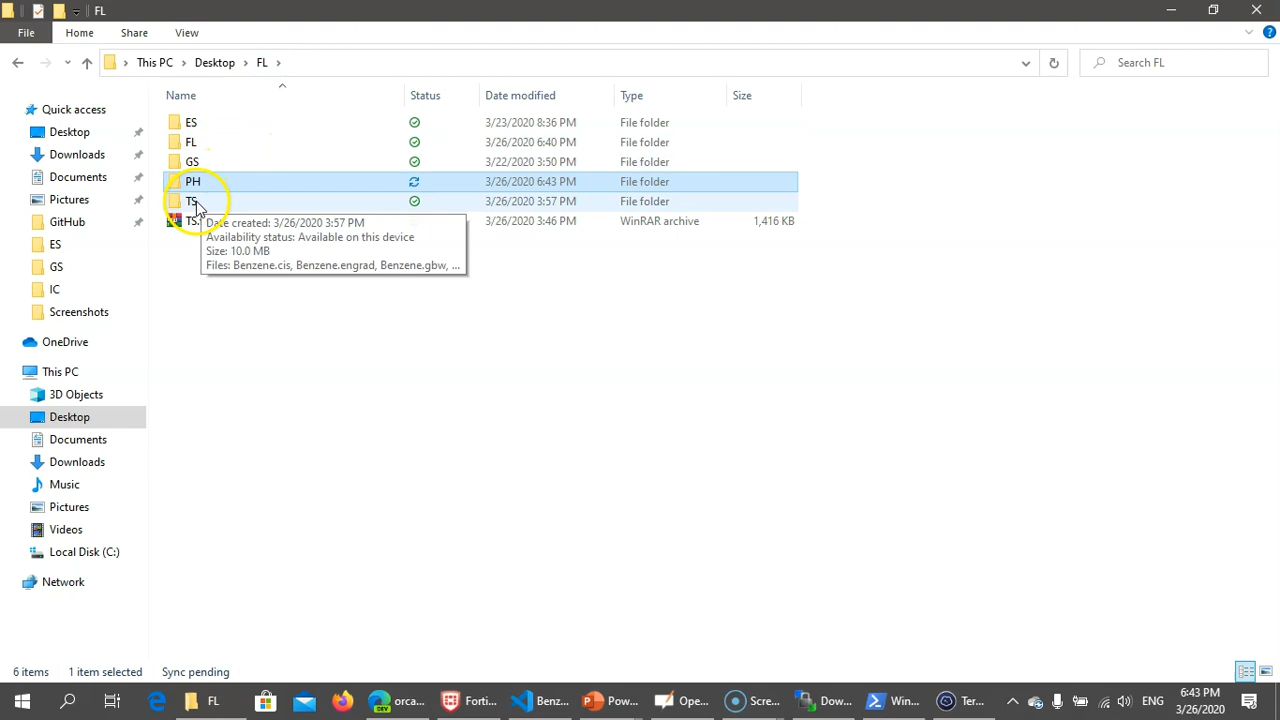 FL
File Home Share View
This PC Desktop FL Search FL
Name Status Date modified Type Size
Quick access
Desktop
Downloads
Documents
Pictures
GitHub
ES
GS
IC
Screenshots
OneDrive
This PC
3D Objects
Desktop
Documents
Downloads
Music
Pictures
Videos
Local Disk (C:)
Network
ES 3/23/2020 8:36 PM File folder
FL 3/26/2020 6:40 PM File folder
GS 3/22/2020 3:50 PM File folder
PH 3/26/2020 6:43 PM File folder
TS 3/26/2020 3:57 PM File folder
TS. 3/26/2020 3:46 PM WinRAR archive 1,416 KB
Date created: 3/26/2020 3:57 PM
Availability status: Available on this device
Size: 10.0 MB
Files: Benzene.cis, Benzene.engrad, Benzene.gbw, ...
6 items 1 item selected Sync pending
FL orca... DEV Forti... Benz... Pow... Ope... Scre... Dow... Win... Ter... ENG
6:43 PM
3/26/2020